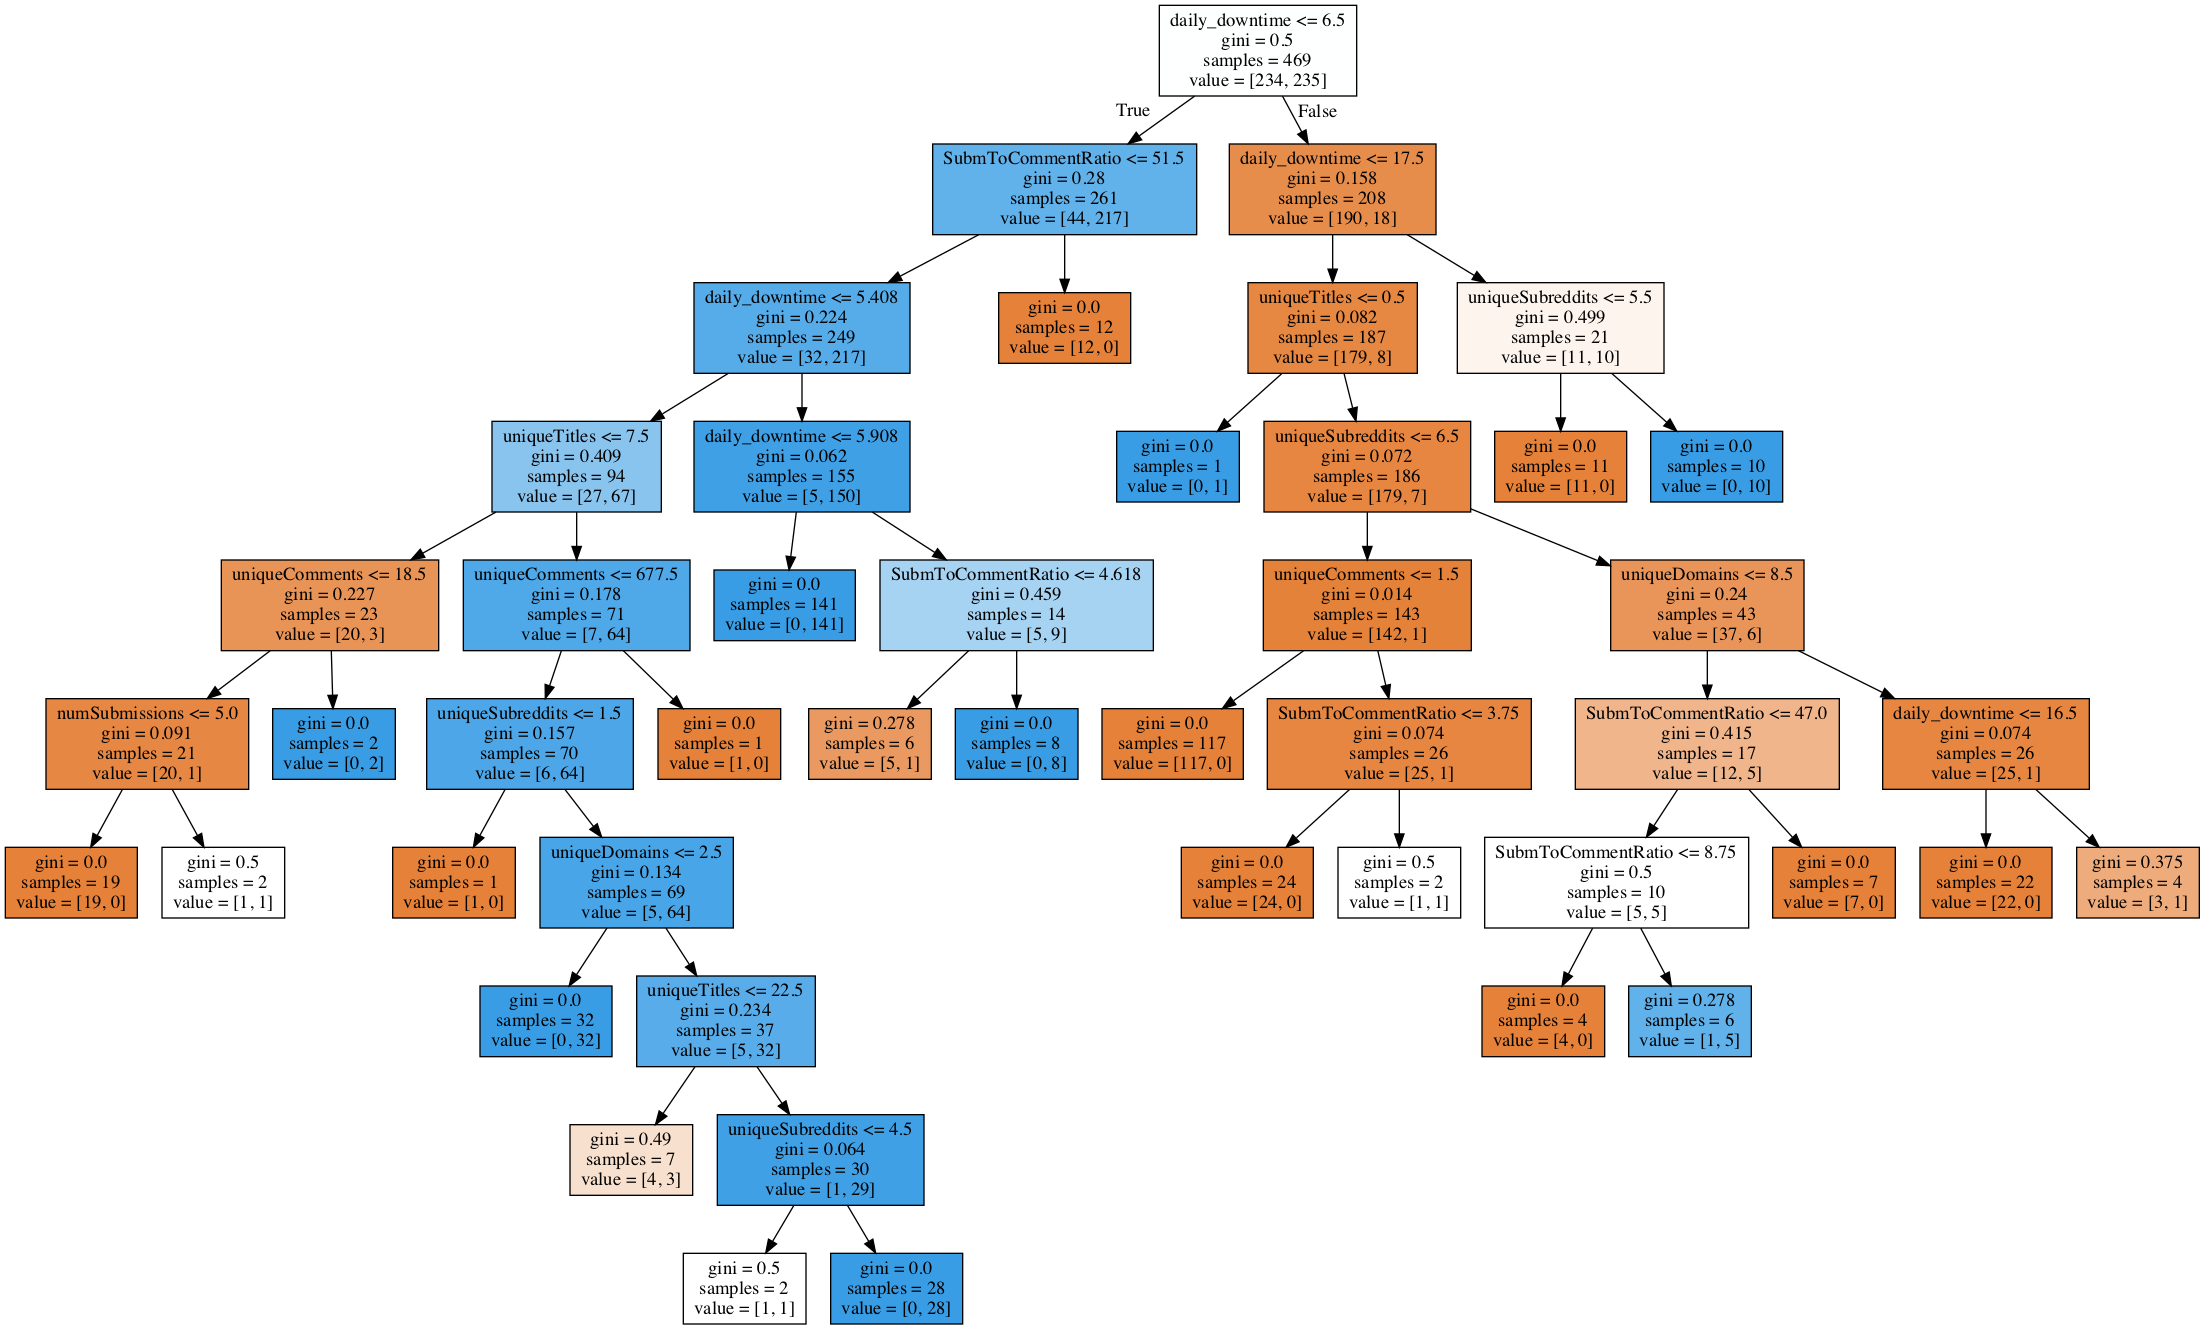 daily_downtime <= 6.5
gini = 0.5
samples = 469
value = [234, 235]
True
False
SubmToCommentRatio <= 51.5
gini = 0.28
samples = 261
value = [44, 217]
daily_downtime <= 17.5
gini = 0.158
samples = 208
value = [190, 18]
daily_downtime <= 5.408
gini = 0.224
samples = 249
value = [32, 217]
gini = 0.0
samples = 12
value = [12, 0]
uniqueTitles <= 0.5
gini = 0.082
samples = 187
value = [179, 8]
uniqueSubreddits <= 5.5
gini = 0.499
samples = 21
value = [11, 10]
uniqueTitles <= 7.5
gini = 0.409
samples = 94
value = [27, 67]
daily_downtime <= 5.908
gini = 0.062
samples = 155
value = [5, 150]
gini = 0.0
samples = 1
value = [0, 1]
uniqueSubreddits <= 6.5
gini = 0.072
samples = 186
value = [179, 7]
gini = 0.0
samples = 11
value = [11, 0]
gini = 0.0
samples = 10
value = [0, 10]
uniqueComments <= 18.5
gini = 0.227
samples = 23
value = [20, 3]
uniqueComments <= 677.5
gini = 0.178
samples = 71
value = [7, 64]
gini = 0.0
samples = 141
value = [0, 141]
SubmToCommentRatio <= 4.618
gini = 0.459
samples = 14
value = [5, 9]
uniqueComments <= 1.5
gini = 0.014
samples = 143
value = [142, 1]
uniqueDomains <= 8.5
gini = 0.24
samples = 43
value = [37, 6]
numSubmissions <= 5.0
gini = 0.091
samples = 21
value = [20, 1]
gini = 0.0
samples = 2
value = [0, 2]
uniqueSubreddits <= 1.5
gini = 0.157
samples = 70
value = [6, 64]
gini = 0.0
samples = 1
value = [1, 0]
gini = 0.278
samples = 6
value = [5, 1]
gini = 0.0
samples = 8
value = [0, 8]
gini = 0.0
samples = 117
value = [117, 0]
SubmToCommentRatio <= 3.75
gini = 0.074
samples = 26
value = [25, 1]
SubmToCommentRatio <= 47.0
gini = 0.415
samples = 17
value = [12, 5]
daily_downtime <= 16.5
gini = 0.074
samples = 26
value = [25, 1]
gini = 0.0
samples = 19
value = [19, 0]
gini = 0.5
samples = 2
value = [1, 1]
gini = 0.0
samples = 1
value = [1, 0]
uniqueDomains <= 2.5
gini = 0.134
samples = 69
value = [5, 64]
gini = 0.0
samples = 24
value = [24, 0]
gini = 0.5
samples = 2
value = [1, 1]
SubmToCommentRatio <= 8.75
gini = 0.5
samples = 10
value = [5, 5]
gini = 0.0
samples = 7
value = [7, 0]
gini = 0.0
samples = 22
value = [22, 0]
gini = 0.375
samples = 4
value = [3, 1]
gini = 0.0
samples = 32
value = [0, 32]
uniqueTitles <= 22.5
gini = 0.234
samples = 37
value = [5, 32]
gini = 0.0
samples = 4
value = [4, 0]
gini = 0.278
samples = 6
value = [1, 5]
gini = 0.49
samples = 7
value = [4, 3]
uniqueSubreddits <= 4.5
gini = 0.064
samples = 30
value = [1, 29]
gini = 0.5
samples = 2
value = [1, 1]
gini = 0.0
samples = 28
value = [0, 28]